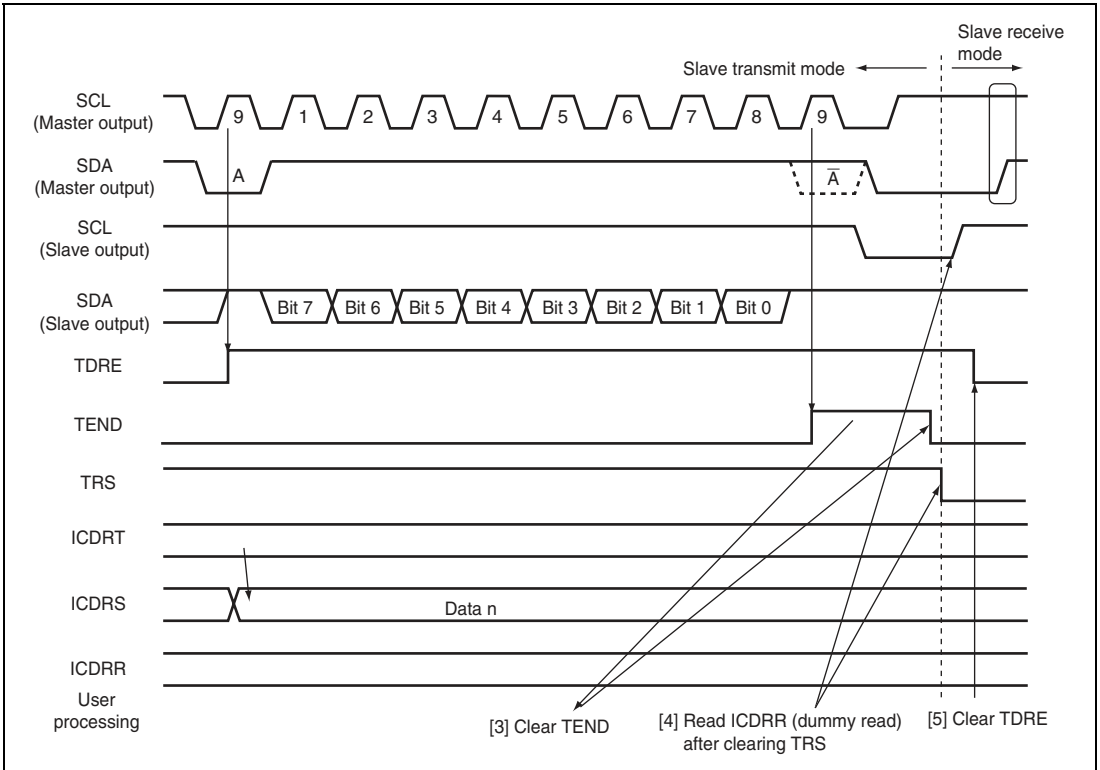 Slave receive
mode
Slave transmit mode
SCL
(Master output)
9 1 2 3 4 5 6 7 8 9
SDA
(Master output)
A A̅
SCL
(Slave output)
SDA
(Slave output)
Bit 7 Bit 6 Bit 5 Bit 4 Bit 3 Bit 2 Bit 1 Bit 0
TDRE
TEND
TRS
ICDRT
ICDRS
Data n
ICDRR
User
processing
[3] Clear TEND
[4] Read ICDRR (dummy read)
after clearing TRS
[5] Clear TDRE